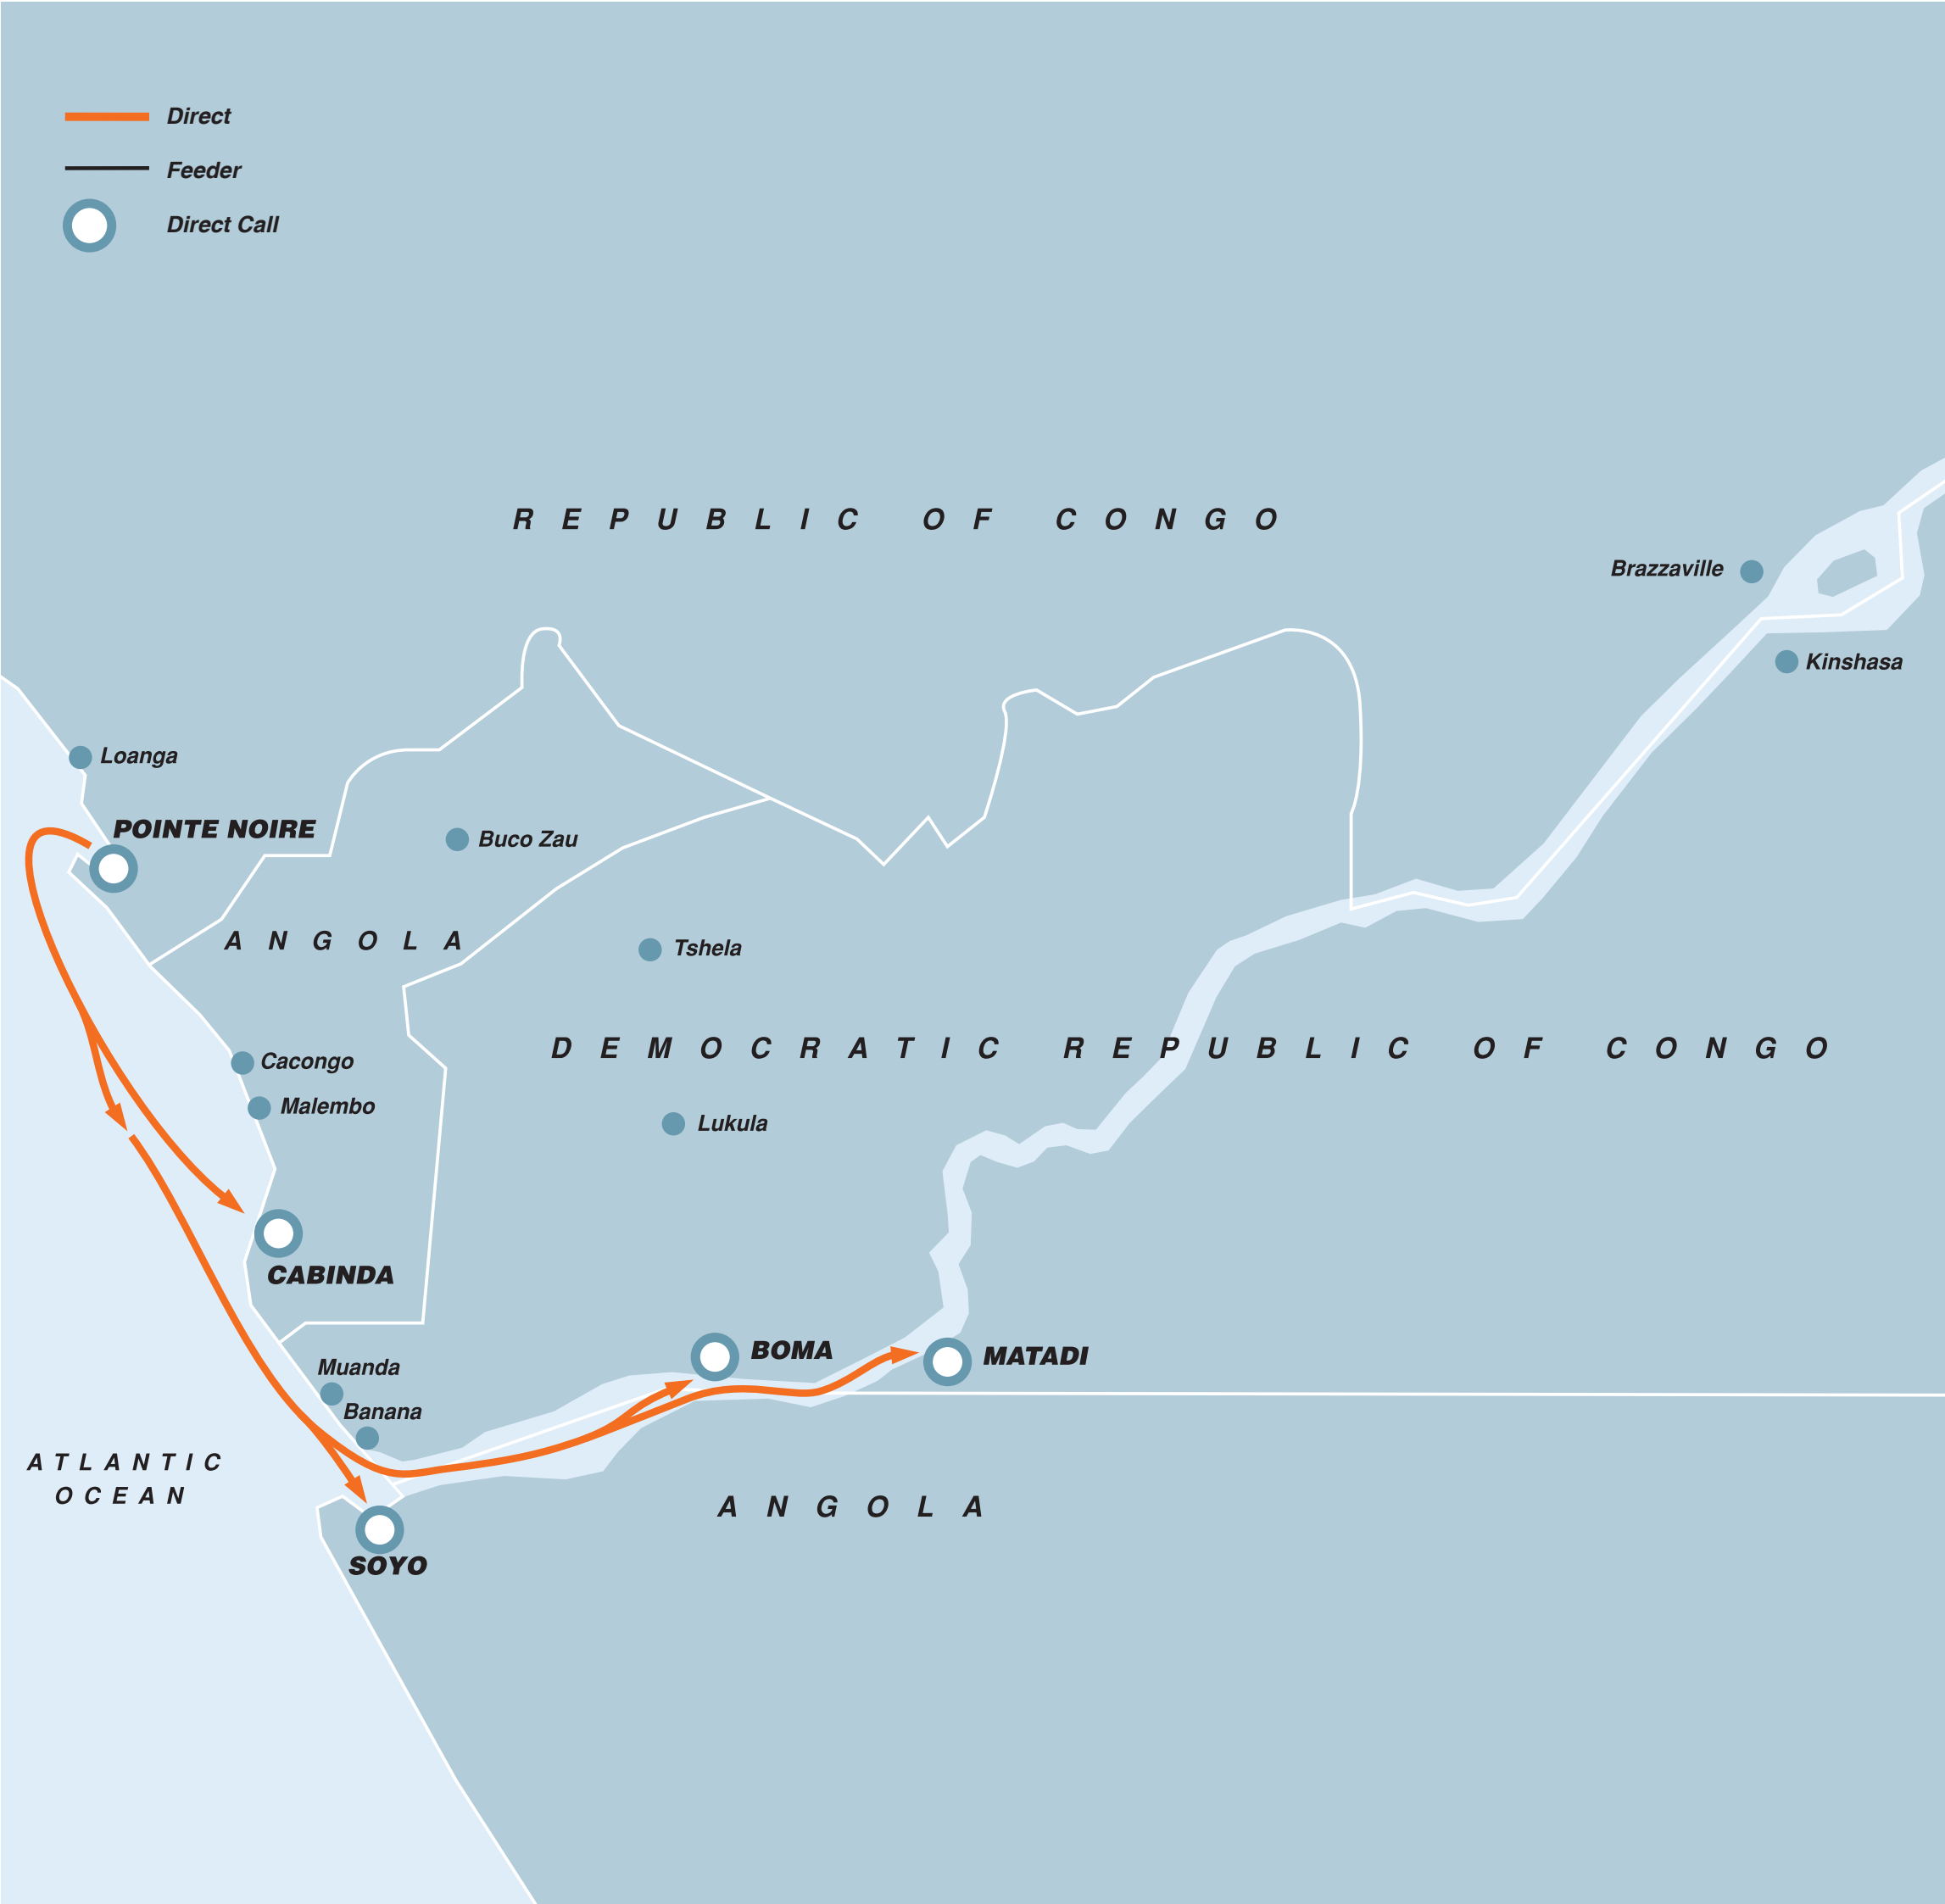 Direct
Feeder
Direct Call
REPUBLIC OF CONGO
Brazzaville
Kinshasa
Loanga
POINTE NOIRE
Buco Zau
ANGOLA
Tshela
DEMOCRATIC REPUBLIC OF CONGO
Cacongo
Malembo
Lukula
CABINDA
BOMA
MATADI
Muanda
Banana
ATLANTIC
OCEAN
ANGOLA
SOYO